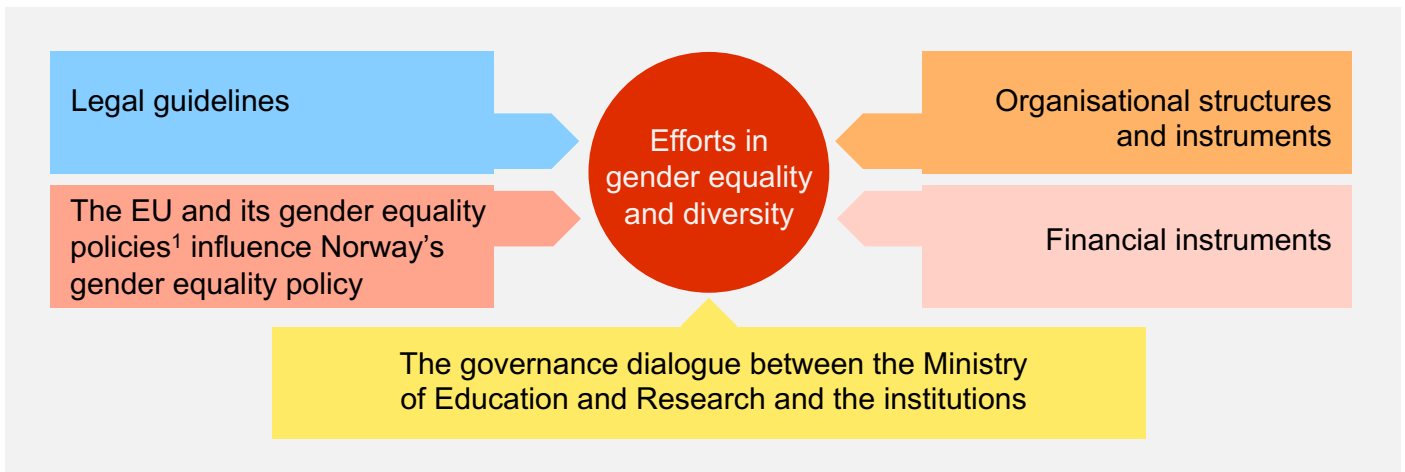 Legal guidelines
The EU and its gender equality
policies¹ influence Norway’s
gender equality policy
Efforts in
gender equality
and diversity
Organisational structures
and instruments
Financial instruments
The governance dialogue between the Ministry
of Education and Research and the institutions